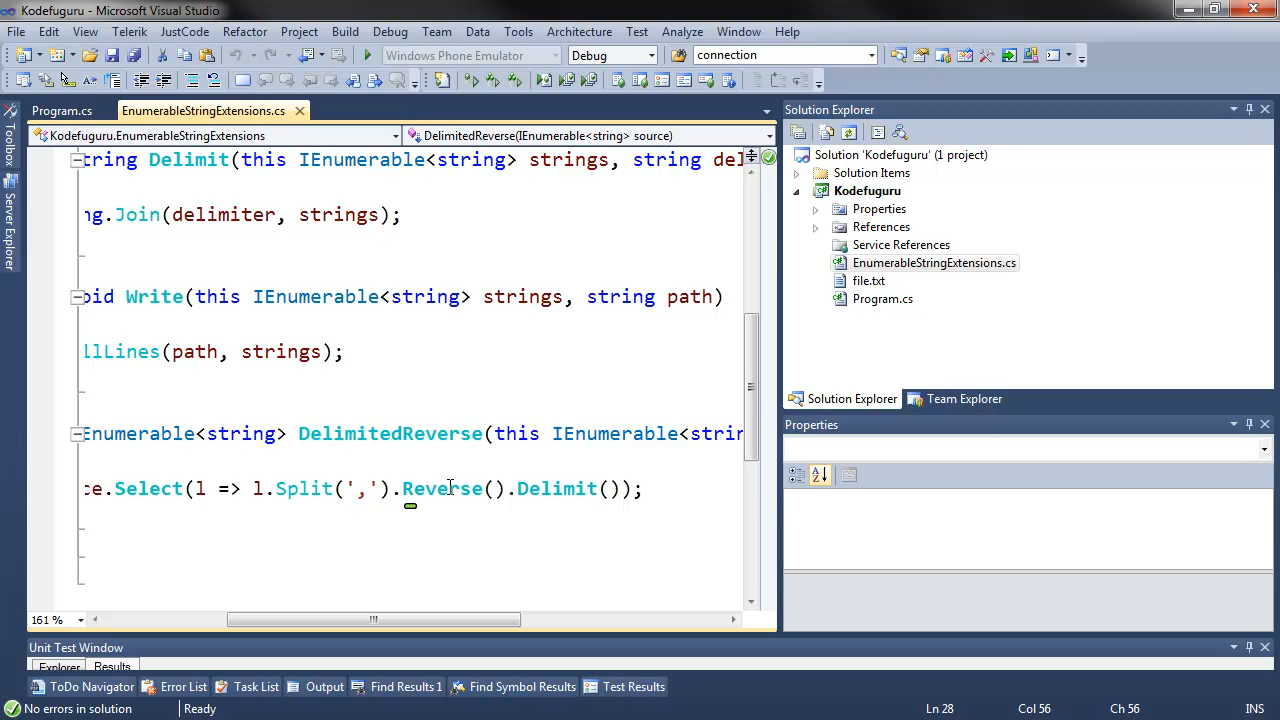 Kodefuguru - Microsoft Visual Studio
File Edit View Telerik JustCode Refactor Project Build Debug Team Data Tools Architecture Test Analyze Window Help
Windows Phone Emulator Debug connection
Program.cs EnumerableStringExtensions.cs
Kodefuguru.EnumerableStringExtensions DelimitedReverse(IEnumerable<string> source)
Toolbox
Server Explorer
tring Delimit(this IEnumerable<string> strings, string del
ng.Join(delimiter, strings);
oid Write(this IEnumerable<string> strings, string path)
llLines(path, strings);
Enumerable<string> DelimitedReverse(this IEnumerable<strin
ce.Select(l => l.Split(',').Reverse().Delimit());
161 %
Solution Explorer
Solution 'Kodefuguru' (1 project)
Solution Items
Kodefuguru
Properties
References
Service References
EnumerableStringExtensions.cs
file.txt
Program.cs
Solution Explorer Team Explorer
Properties
Unit Test Window
Explorer Results
ToDo Navigator Error List Task List Output Find Results 1 Find Symbol Results Test Results
No errors in solution Ready Ln 28 Col 56 Ch 56 INS